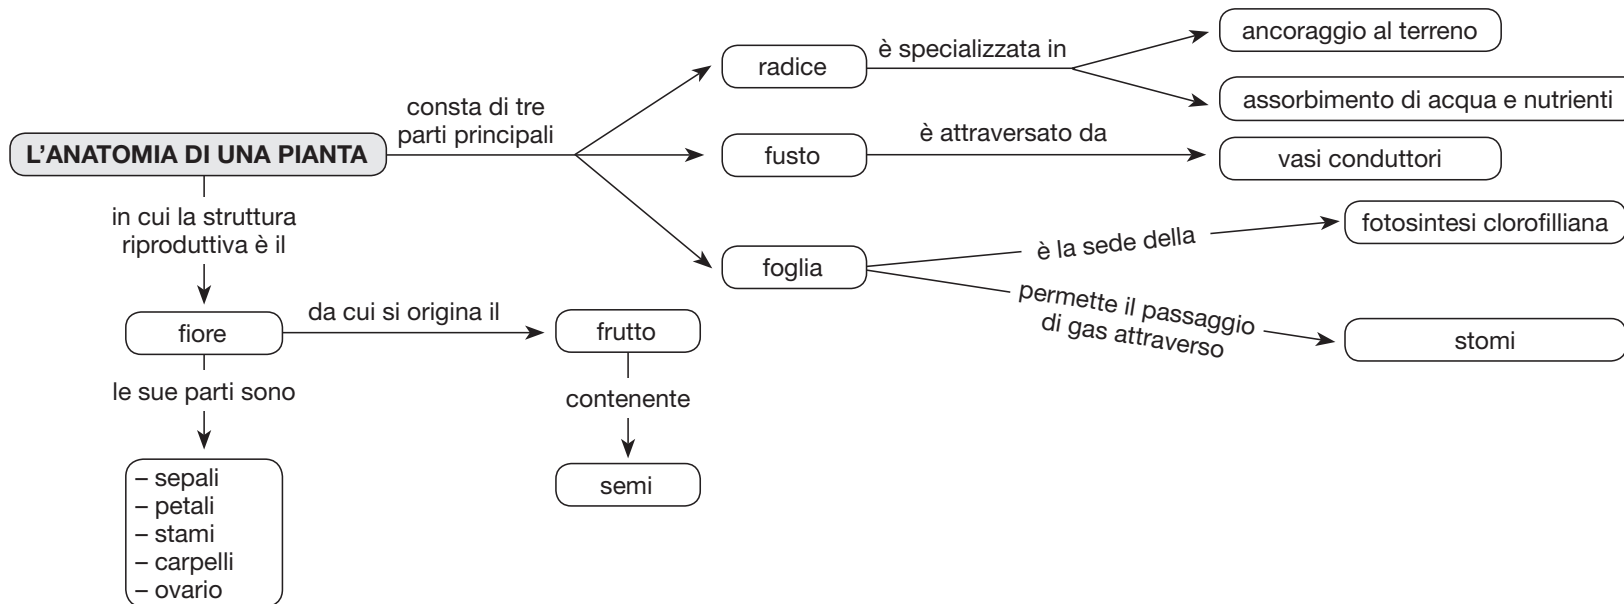 L’ANATOMIA DI UNA PIANTA
consta di tre
parti principali
radice
è specializzata in
ancoraggio al terreno
assorbimento di acqua e nutrienti
fusto
è attraversato da
vasi conduttori
foglia
è la sede della
fotosintesi clorofilliana
permette il passaggio
di gas attraverso
stomi
in cui la struttura
riproduttiva è il
fiore
da cui si origina il
frutto
contenente
semi
le sue parti sono
– sepali
– petali
– stami
– carpelli
– ovario